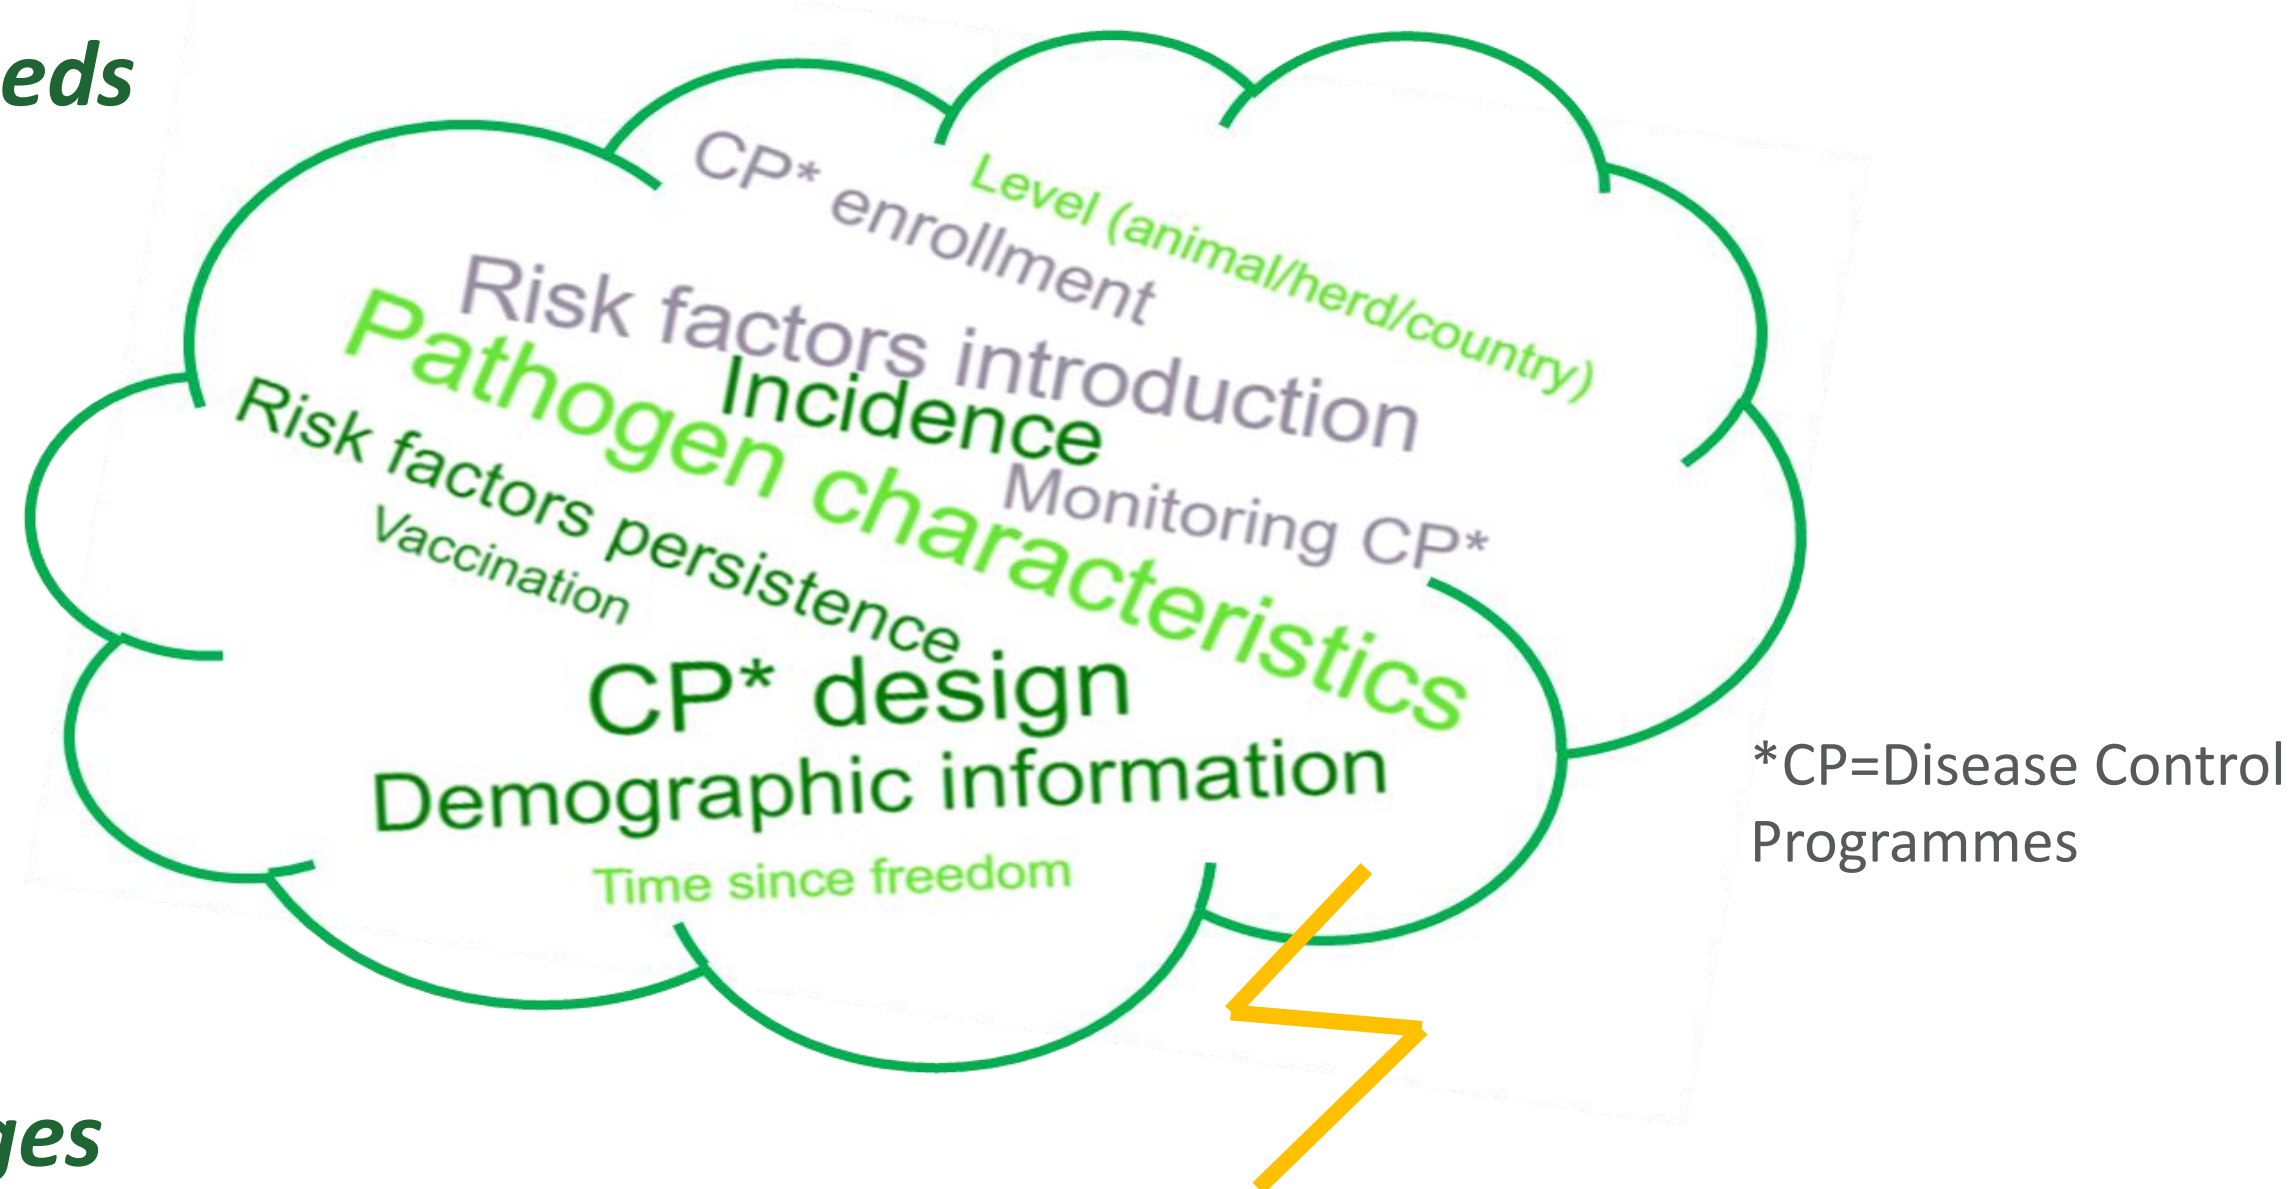 eds
CP* enrollment
Level (animal/herd/country)
Risk factors introduction
Incidence
Pathogen characteristics
Monitoring CP*
Risk factors persistence
Vaccination
CP* design
Demographic information
Time since freedom
*CP=Disease Control
Programmes
ges